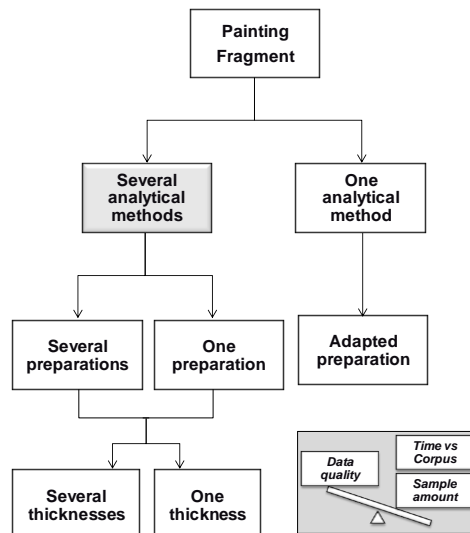 Painting
Fragment
Several
analytical
methods
One
analytical
method
Several
preparations
One
preparation
Adapted
preparation
Several
thicknesses
One
thickness
Data
quality
Time vs
Corpus
Sample
amount